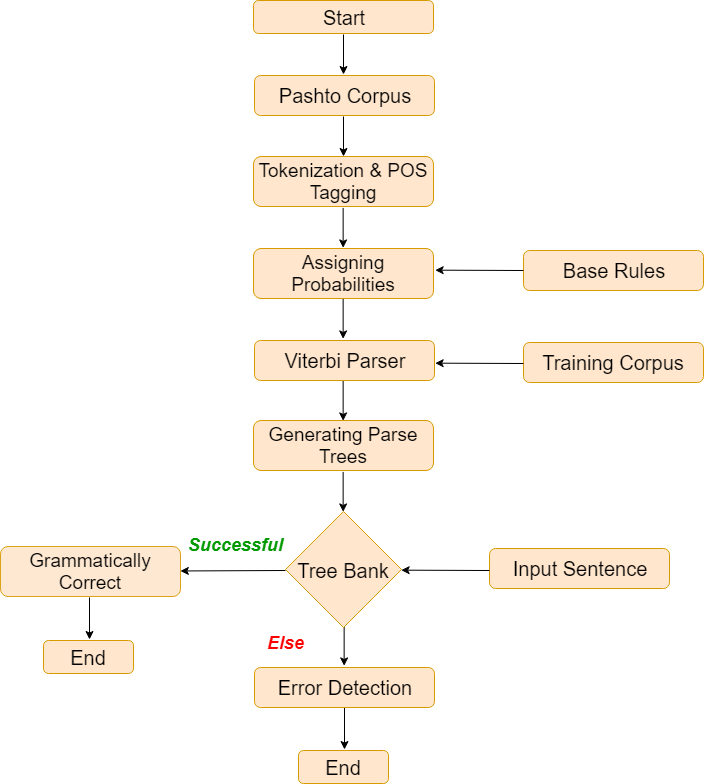 Start
Pashto Corpus
Tokenization & POS
Tagging
Assigning
Probabilities
Base Rules
Viterbi Parser
Training Corpus
Generating Parse
Trees
Successful
Grammatically
Correct
Tree Bank
Input Sentence
Else
End
Error Detection
End